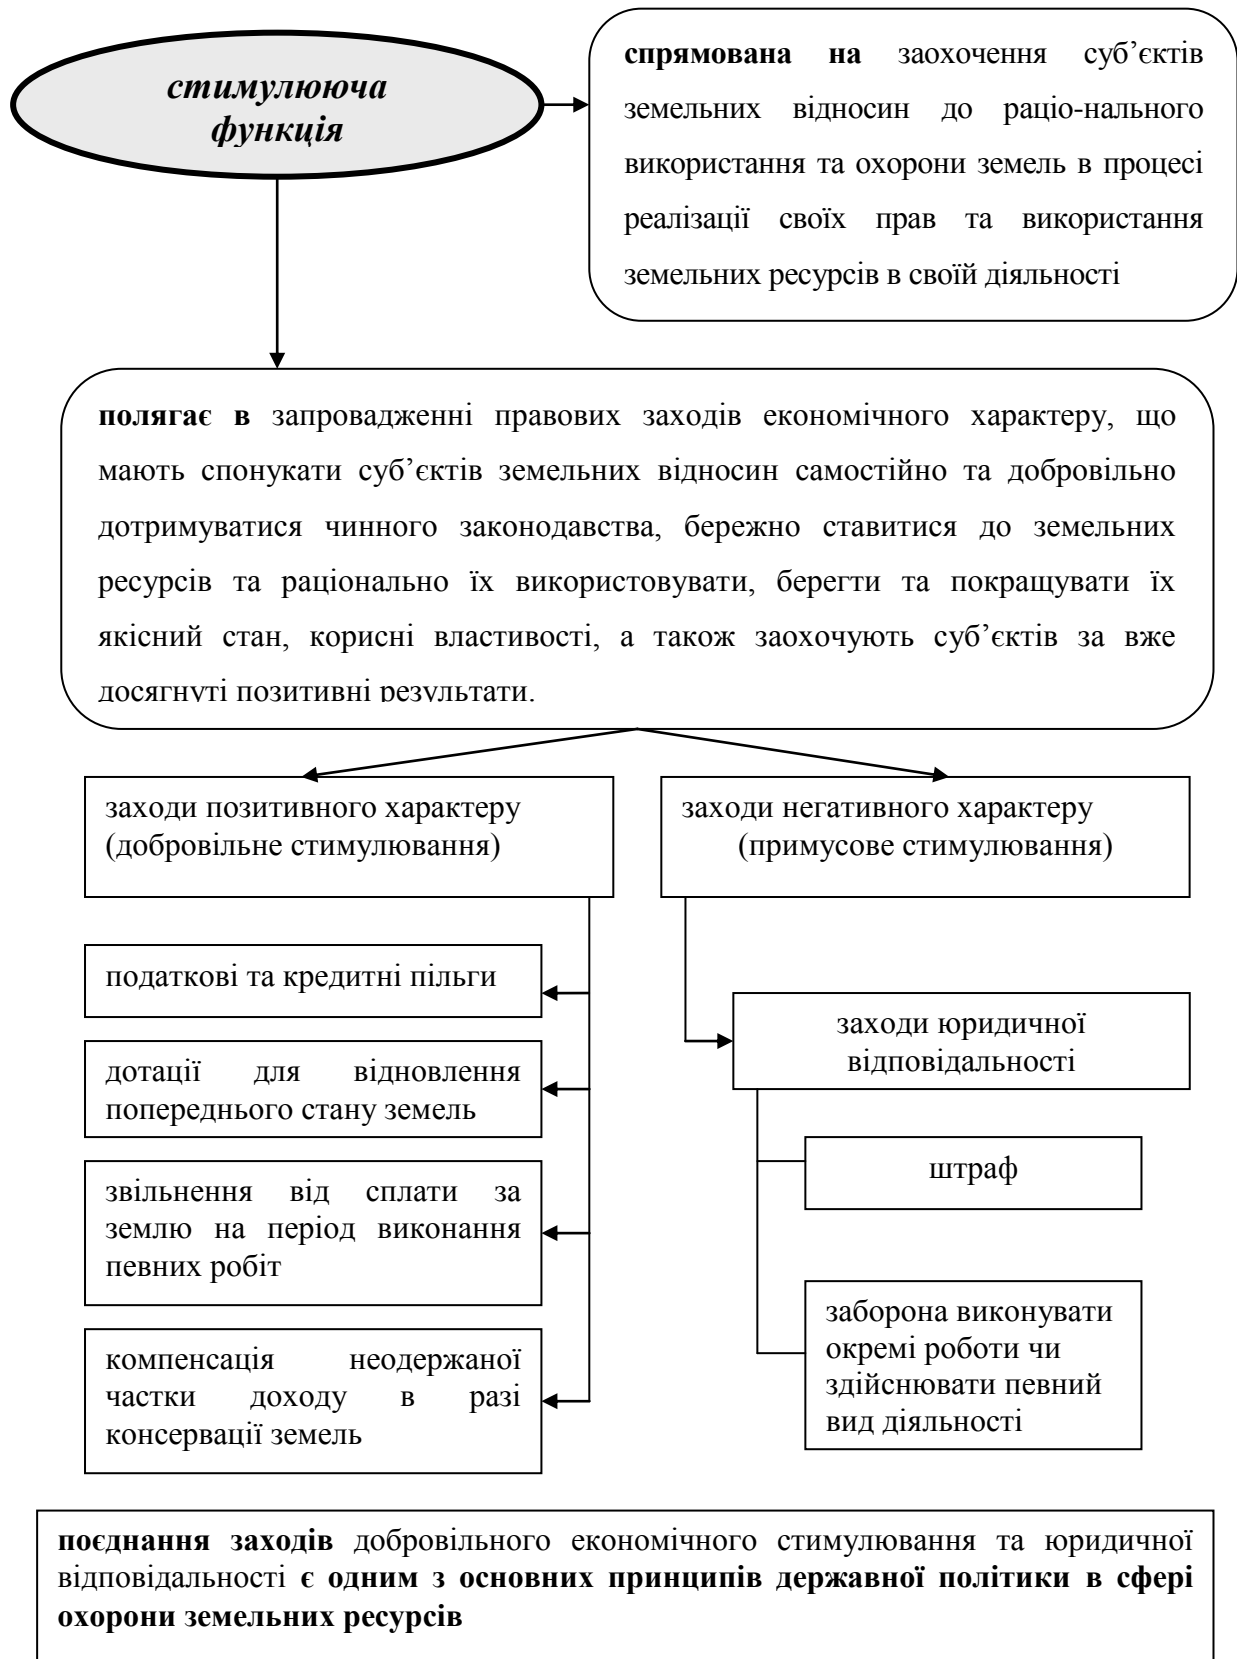 стимулююча
функція
спрямована на заохочення суб’єктів
земельних відносин до раціо-нального
використання та охорони земель в процесі
реалізації своїх прав та використання
земельних ресурсів в своїй діяльності
полягає в запровадженні правових заходів економічного характеру, що
мають спонукати суб’єктів земельних відносин самостійно та добровільно
дотримуватися чинного законодавства, бережно ставитися до земельних
ресурсів та раціонально їх використовувати, берегти та покращувати їх
якісний стан, корисні властивості, а також заохочують суб’єктів за вже
досягнуті позитивні результати.
заходи позитивного характеру
(добровільне стимулювання)
заходи негативного характеру
(примусове стимулювання)
податкові та кредитні пільги
дотації для відновлення
попереднього стану земель
звільнення від сплати за
землю на період виконання
певних робіт
компенсація неодержаної
частки доходу в разі
консервації земель
заходи юридичної
відповідальності
штраф
заборона виконувати
окремі роботи чи
здійснювати певний
вид діяльності
поєднання заходів добровільного економічного стимулювання та юридичної
відповідальності є одним з основних принципів державної політики в сфері
охорони земельних ресурсів